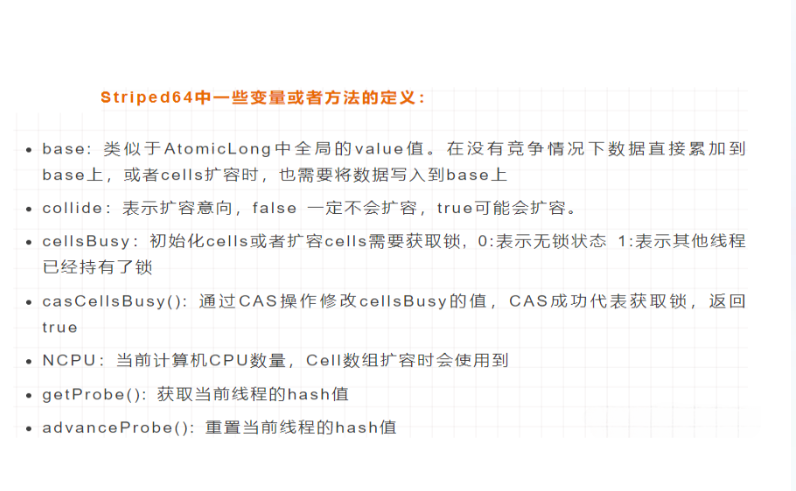 Striped64中一些变量或者方法的定义：
• base：类似于AtomicLong中全局的value值。在没有竞争情况下数据直接累加到
base上，或者cells扩容时，也需要将数据写入到base上
• collide：表示扩容意向，false 一定不会扩容，true可能会扩容。
• cellsBusy：初始化cells或者扩容cells需要获取锁，0:表示无锁状态 1:表示其他线程
已经持有了锁
• casCellsBusy()：通过CAS操作修改cellsBusy的值，CAS成功代表获取锁，返回
true
• NCPU：当前计算机CPU数量，Cell数组扩容时会使用到
• getProbe()：获取当前线程的hash值
• advanceProbe()：重置当前线程的hash值